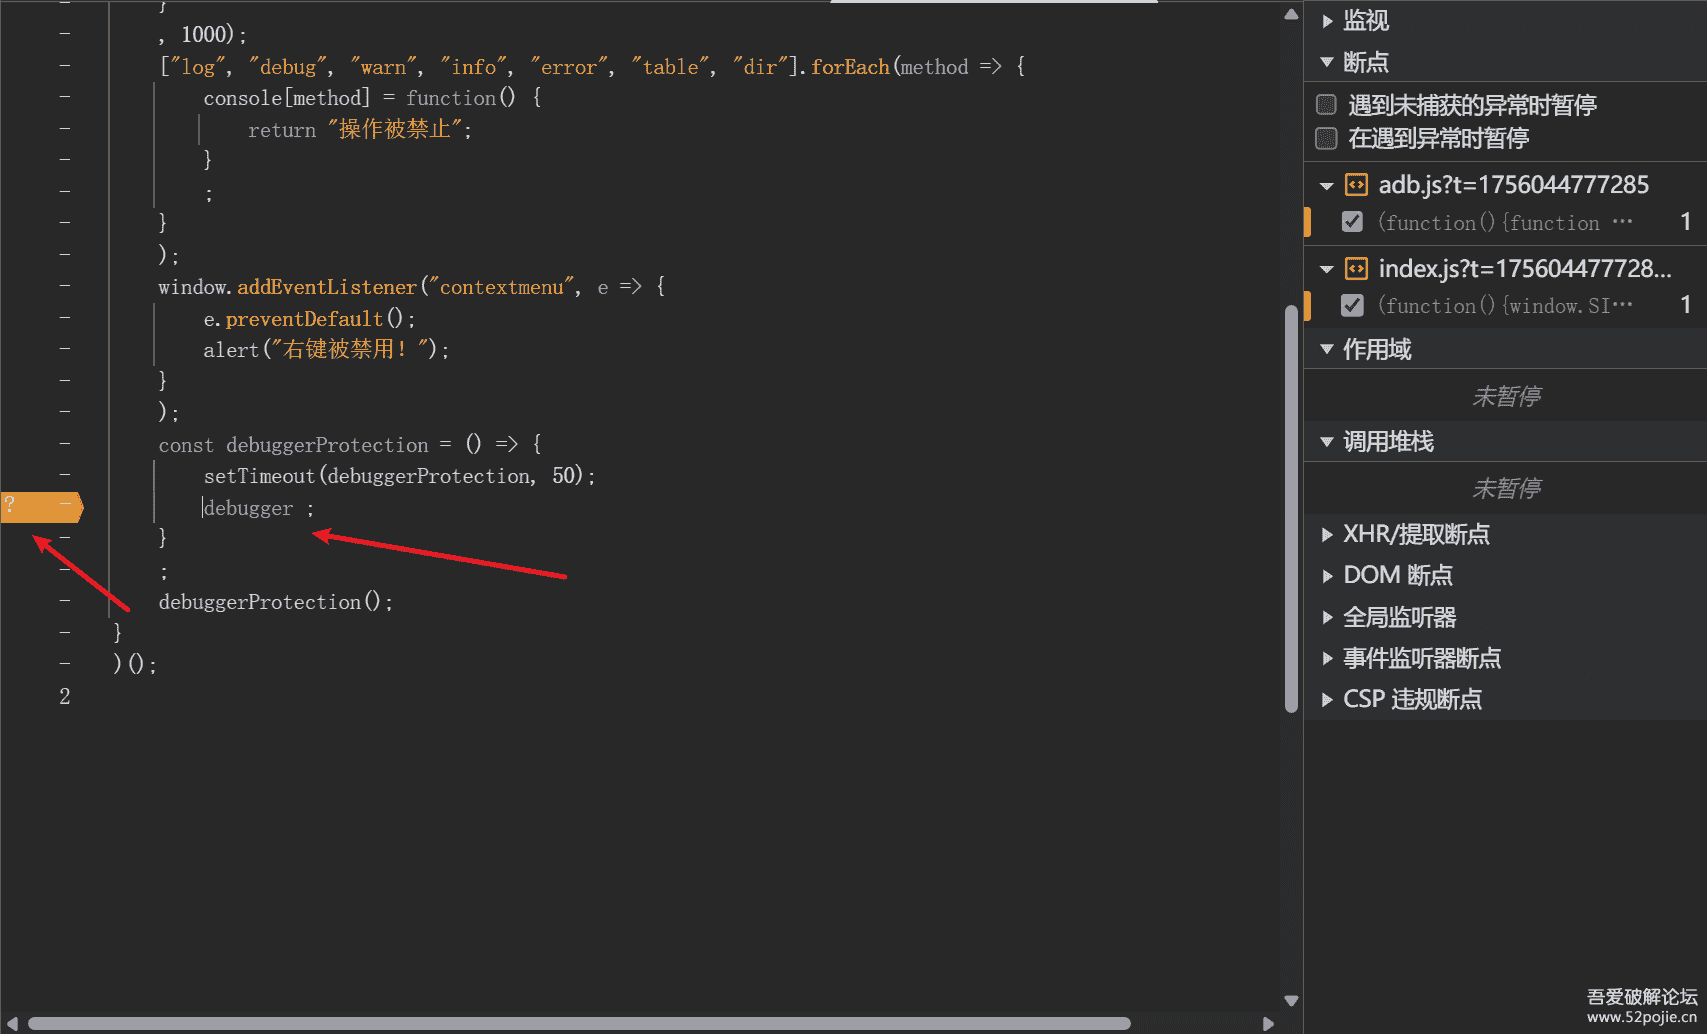 }
, 1000);
["log", "debug", "warn", "info", "error", "table", "dir"].forEach(method => {
console[method] = function() {
return "操作被禁止";
}
;
}
);
window.addEventListener("contextmenu", e => {
e.preventDefault();
alert("右键被禁用！");
}
);
const debuggerProtection = () => {
setTimeout(debuggerProtection, 50);
? debugger ;
}
;
debuggerProtection();
}
)();
2
监视
断点
遇到未捕获的异常时暂停
在遇到异常时暂停
adb.js?t=1756044777285
(function(){function … 1
index.js?t=175604477728…
(function(){window.SI… 1
作用域
未暂停
调用堆栈
未暂停
XHR/提取断点
DOM 断点
全局监听器
事件监听器断点
CSP 违规断点
吾爱破解论坛
www.52pojie.cn